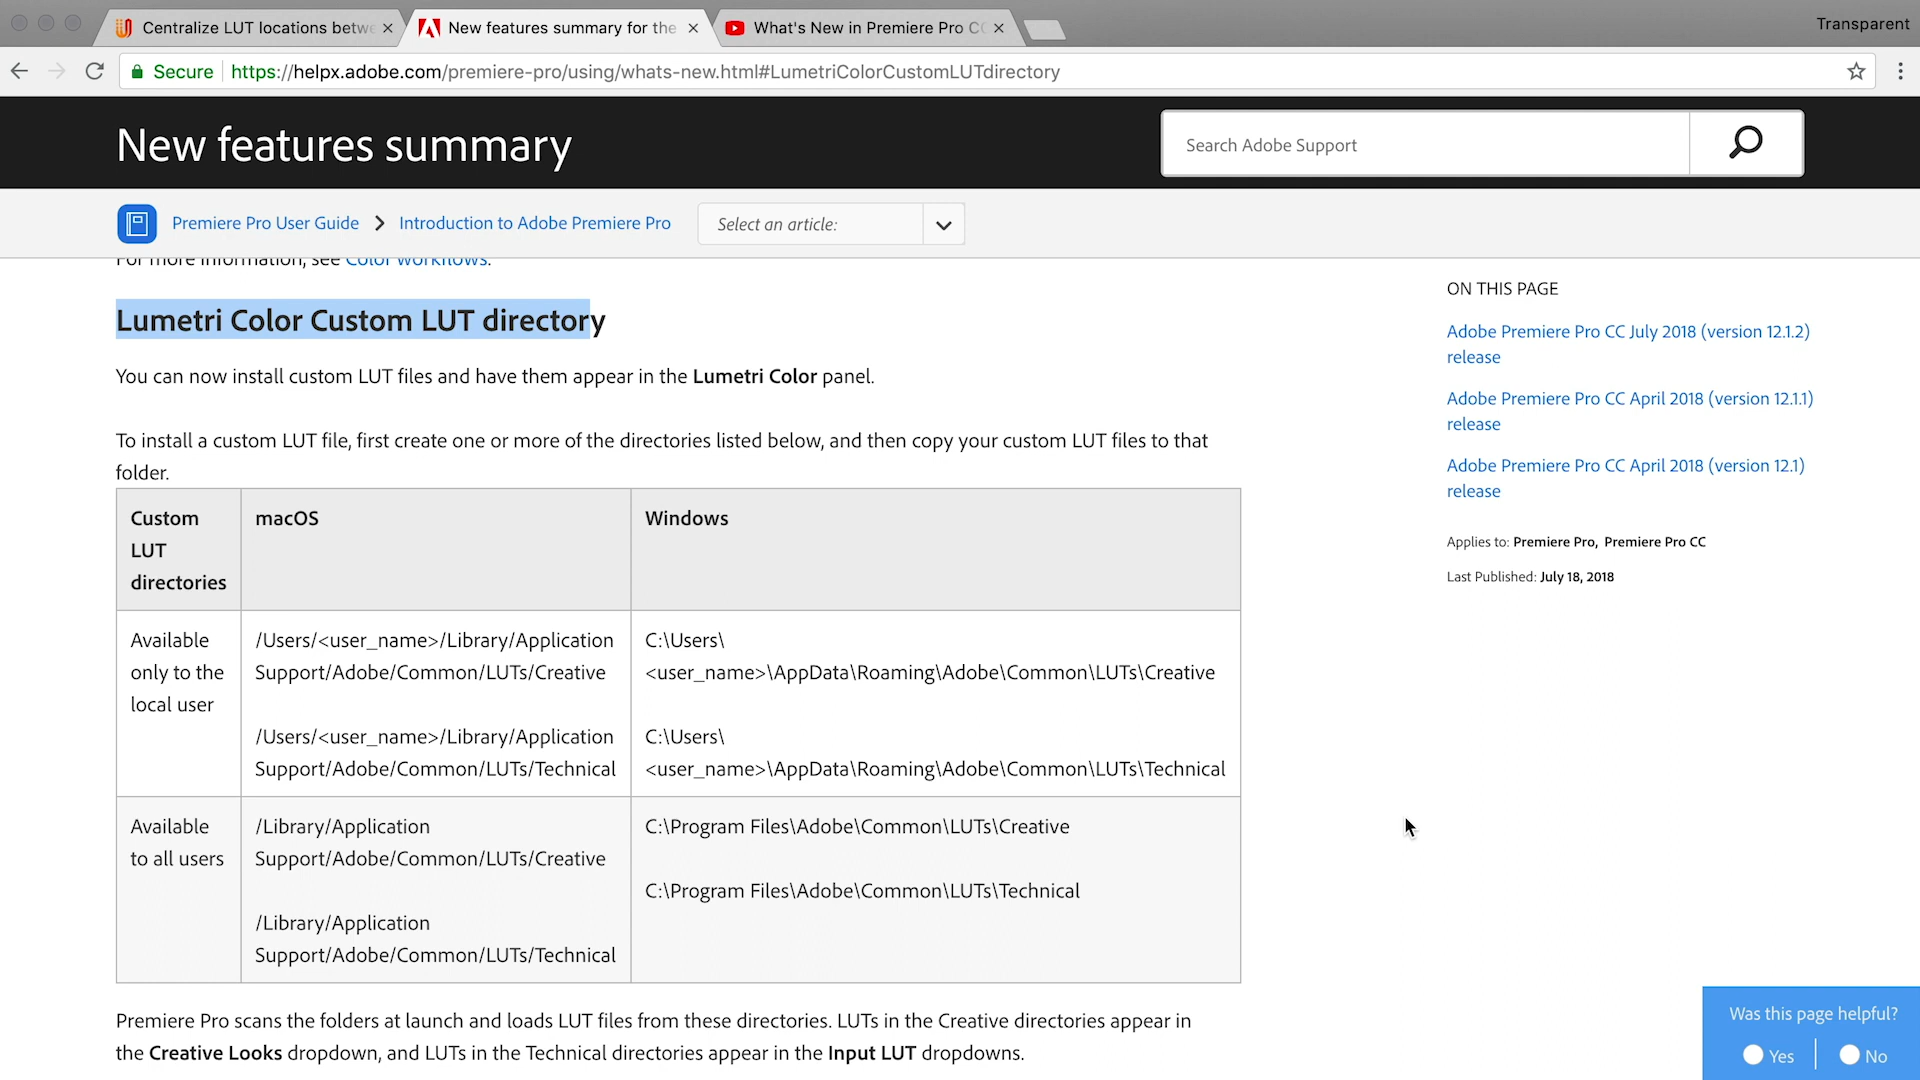 Centralize LUT locations betwe
New features summary for the
What's New in Premiere Pro CC
Transparent
Secure
https://helpx.adobe.com/premiere-pro/using/whats-new.html#LumetriColorCustomLUTdirectory
New features summary
Search Adobe Support
Premiere Pro User Guide
Introduction to Adobe Premiere Pro
Select an article:
For more information, see Color workflows.
Lumetri Color Custom LUT directory
You can now install custom LUT files and have them appear in the Lumetri Color panel.
To install a custom LUT file, first create one or more of the directories listed below, and then copy your custom LUT files to that
folder.
Custom
LUT
directories
macOS
Windows
Available
only to the
local user
/Users/<user_name>/Library/Application
Support/Adobe/Common/LUTs/Creative
/Users/<user_name>/Library/Application
Support/Adobe/Common/LUTs/Technical
C:\Users\
<user_name>\AppData\Roaming\Adobe\Common\LUTs\Creative
C:\Users\
<user_name>\AppData\Roaming\Adobe\Common\LUTs\Technical
Available
to all users
/Library/Application
Support/Adobe/Common/LUTs/Creative
/Library/Application
Support/Adobe/Common/LUTs/Technical
C:\Program Files\Adobe\Common\LUTs\Creative
C:\Program Files\Adobe\Common\LUTs\Technical
Premiere Pro scans the folders at launch and loads LUT files from these directories. LUTs in the Creative directories appear in
the Creative Looks dropdown, and LUTs in the Technical directories appear in the Input LUT dropdowns.
ON THIS PAGE
Adobe Premiere Pro CC July 2018 (version 12.1.2)
release
Adobe Premiere Pro CC April 2018 (version 12.1.1)
release
Adobe Premiere Pro CC April 2018 (version 12.1)
release
Applies to: Premiere Pro, Premiere Pro CC
Last Published: July 18, 2018
Was this page helpful?
Yes
No